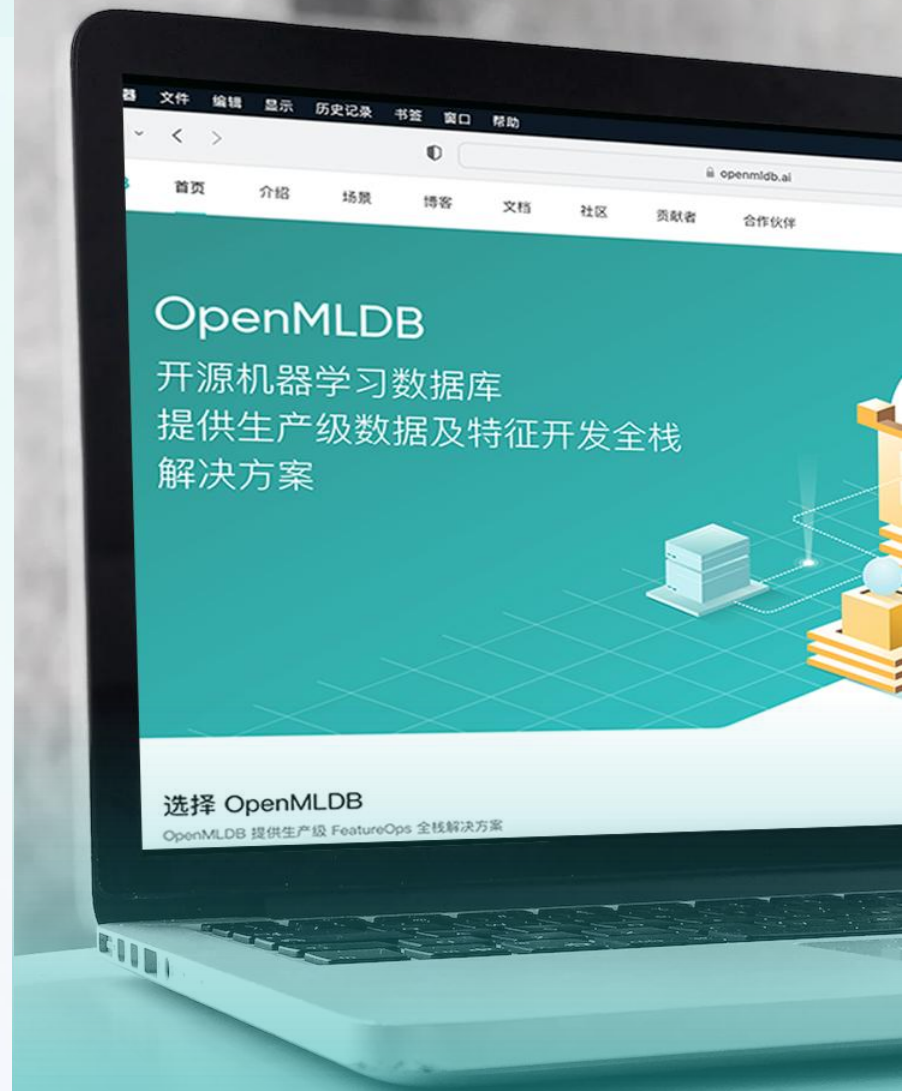 器 文件 编辑 显示 历史记录 书签 窗口 帮助
openmldb.ai
首页 介绍 场景 博客 文档 社区 贡献者 合作伙伴
OpenMLDB
开源机器学习数据库
提供生产级数据及特征开发全栈
解决方案
选择 OpenMLDB
OpenMLDB 提供生产级 FeatureOps 全栈解决方案